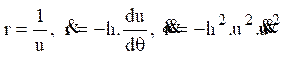 r = 1/u, r&= −h.du/dθ, r&&= −h².u².u&&